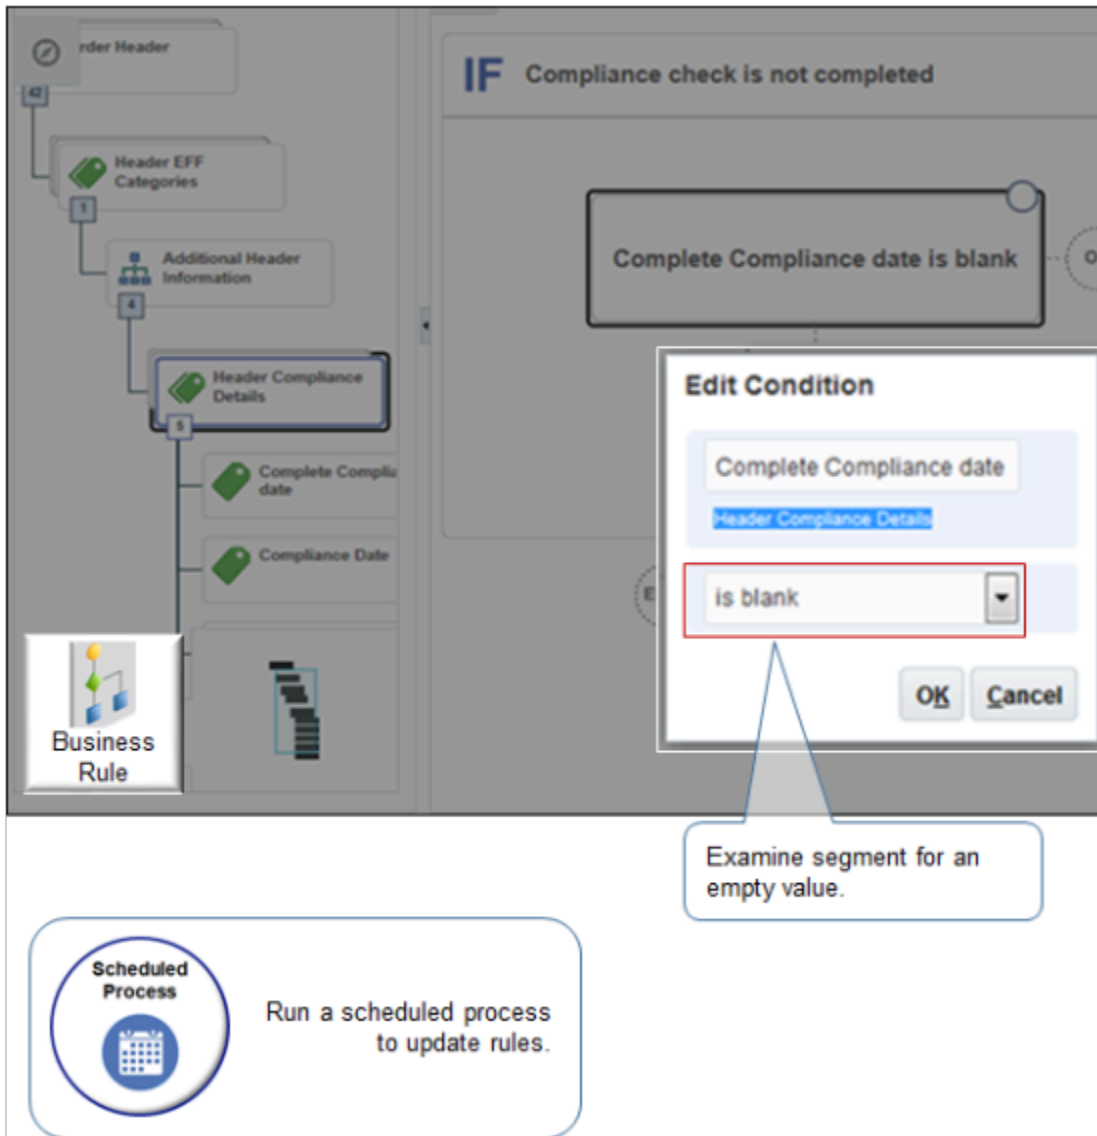 rder Header
42
Header EFF
Categories
1
Additional Header
Information
4
Header Compliance
Details
5
Complete Complia
date
Compliance Date
Business
Rule
IF Compliance check is not completed
Complete Compliance date is blank
O
E
Edit Condition
Complete Compliance date
Header Compliance Details
is blank
OK Cancel
Examine segment for an
empty value.
Scheduled
Process
Run a scheduled process
to update rules.